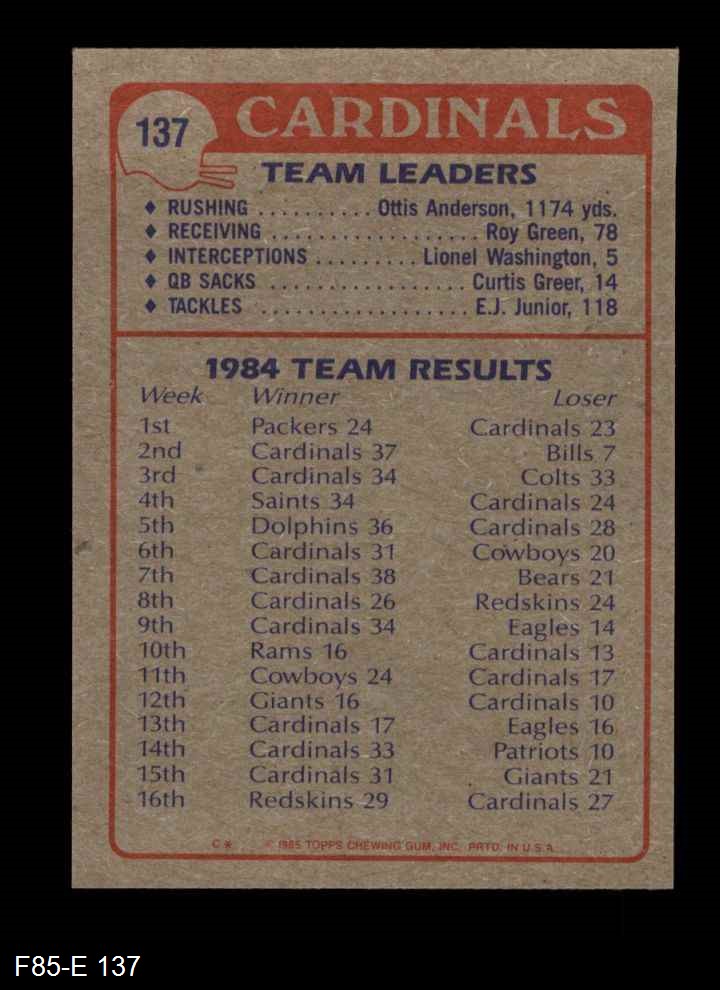 137
CARDINALS
TEAM LEADERS
♦ RUSHING .......... Ottis Anderson, 1174 yds.
♦ RECEIVING .................. Roy Green, 78
♦ INTERCEPTIONS ......... Lionel Washington, 5
♦ QB SACKS ................. Curtis Greer, 14
♦ TACKLES .................. E.J. Junior, 118
1984 TEAM RESULTS
Week Winner Loser
1st Packers 24 Cardinals 23
2nd Cardinals 37 Bills 7
3rd Cardinals 34 Colts 33
4th Saints 34 Cardinals 24
5th Dolphins 36 Cardinals 28
6th Cardinals 31 Cowboys 20
7th Cardinals 38 Bears 21
8th Cardinals 26 Redskins 24
9th Cardinals 34 Eagles 14
10th Rams 16 Cardinals 13
11th Cowboys 24 Cardinals 17
12th Giants 16 Cardinals 10
13th Cardinals 17 Eagles 16
14th Cardinals 33 Patriots 10
15th Cardinals 31 Giants 21
16th Redskins 29 Cardinals 27
C* © 1985 TOPPS CHEWING GUM, INC. PRTD. IN U.S.A.
F85-E 137